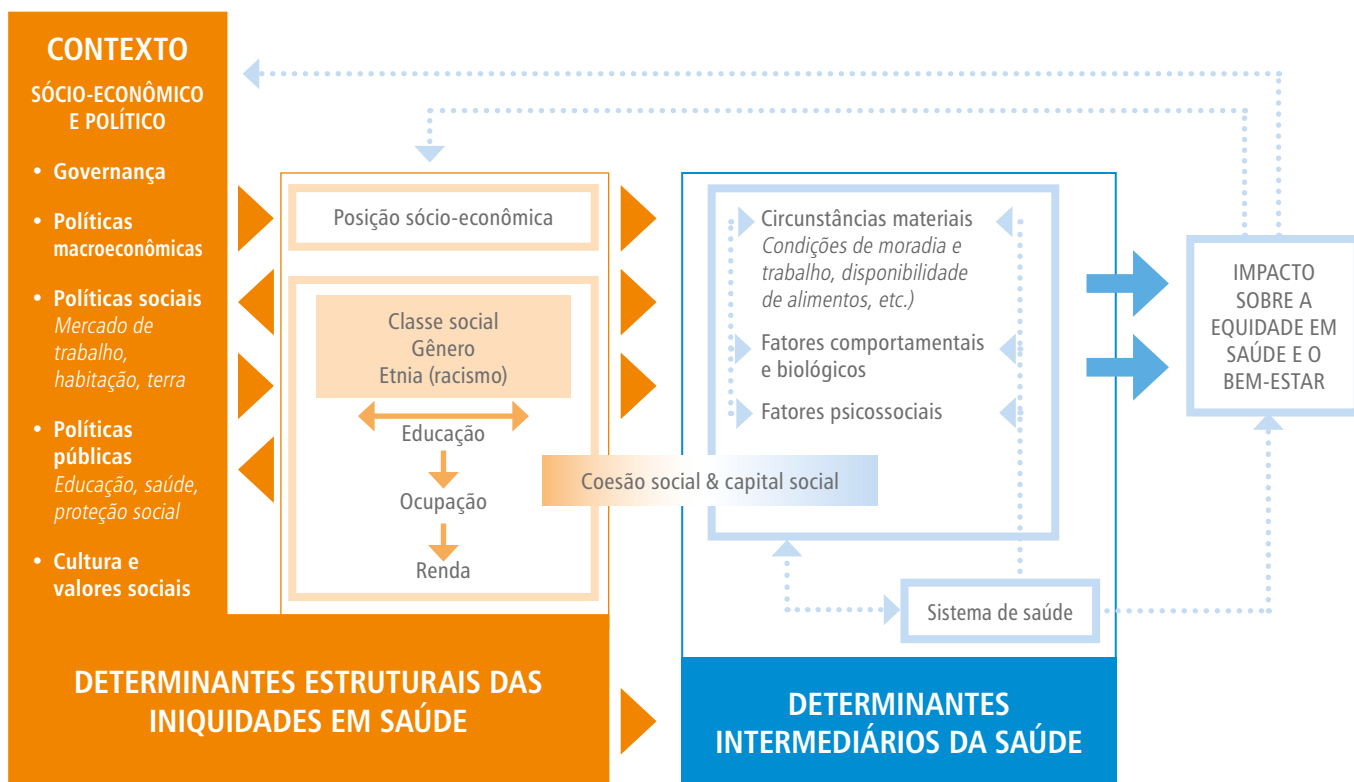 CONTEXTO
SÓCIO-ECONÔMICO
E POLÍTICO
• Governança
• Políticas
macroeconômicas
• Políticas sociais
Mercado de
trabalho,
habitação, terra
• Políticas
públicas
Educação, saúde,
proteção social
• Cultura e
valores sociais
Posição sócio-econômica
Classe social
Gênero
Etnia (racismo)
Educação
Ocupação
Renda
Coesão social & capital social
Circunstâncias materiais
Condições de moradia e
trabalho, disponibilidade
de alimentos, etc.)
Fatores comportamentais
e biológicos
Fatores psicossociais
Sistema de saúde
IMPACTO
SOBRE A
EQUIDADE EM
SAÚDE E O
BEM-ESTAR
DETERMINANTES ESTRUTURAIS DAS
INIQUIDADES EM SAÚDE
DETERMINANTES
INTERMEDIÁRIOS DA SAÚDE